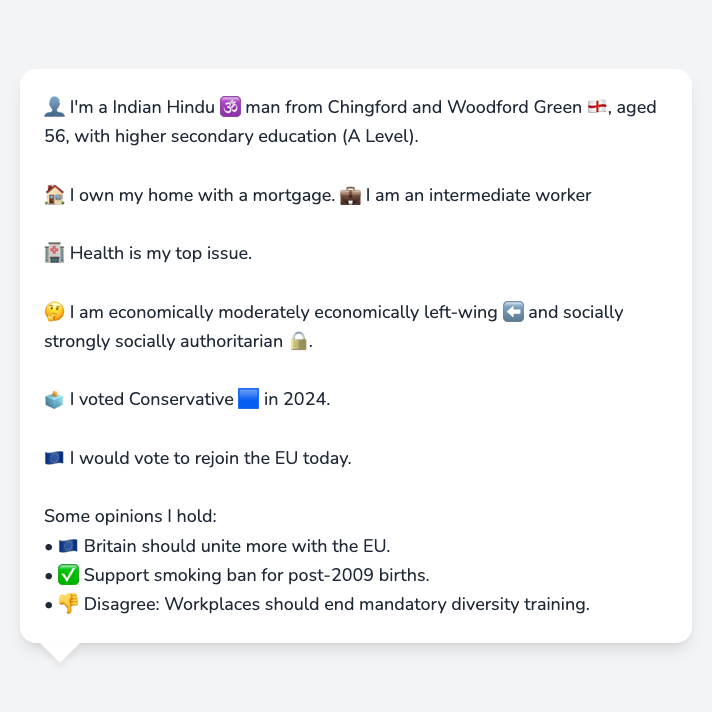 👤 I'm a Indian Hindu 🕉️ man from Chingford and Woodford Green 🏴󠁧󠁢󠁥󠁮󠁧󠁿, aged
56, with higher secondary education (A Level).
🏠 I own my home with a mortgage. 💼 I am an intermediate worker
🏥 Health is my top issue.
🤔 I am economically moderately economically left-wing ⬅️ and socially
strongly socially authoritarian 🔒.
🗳️ I voted Conservative 🟦 in 2024.
🇪🇺 I would vote to rejoin the EU today.
Some opinions I hold:
• 🇪🇺 Britain should unite more with the EU.
• ✅ Support smoking ban for post-2009 births.
• 👎 Disagree: Workplaces should end mandatory diversity training.